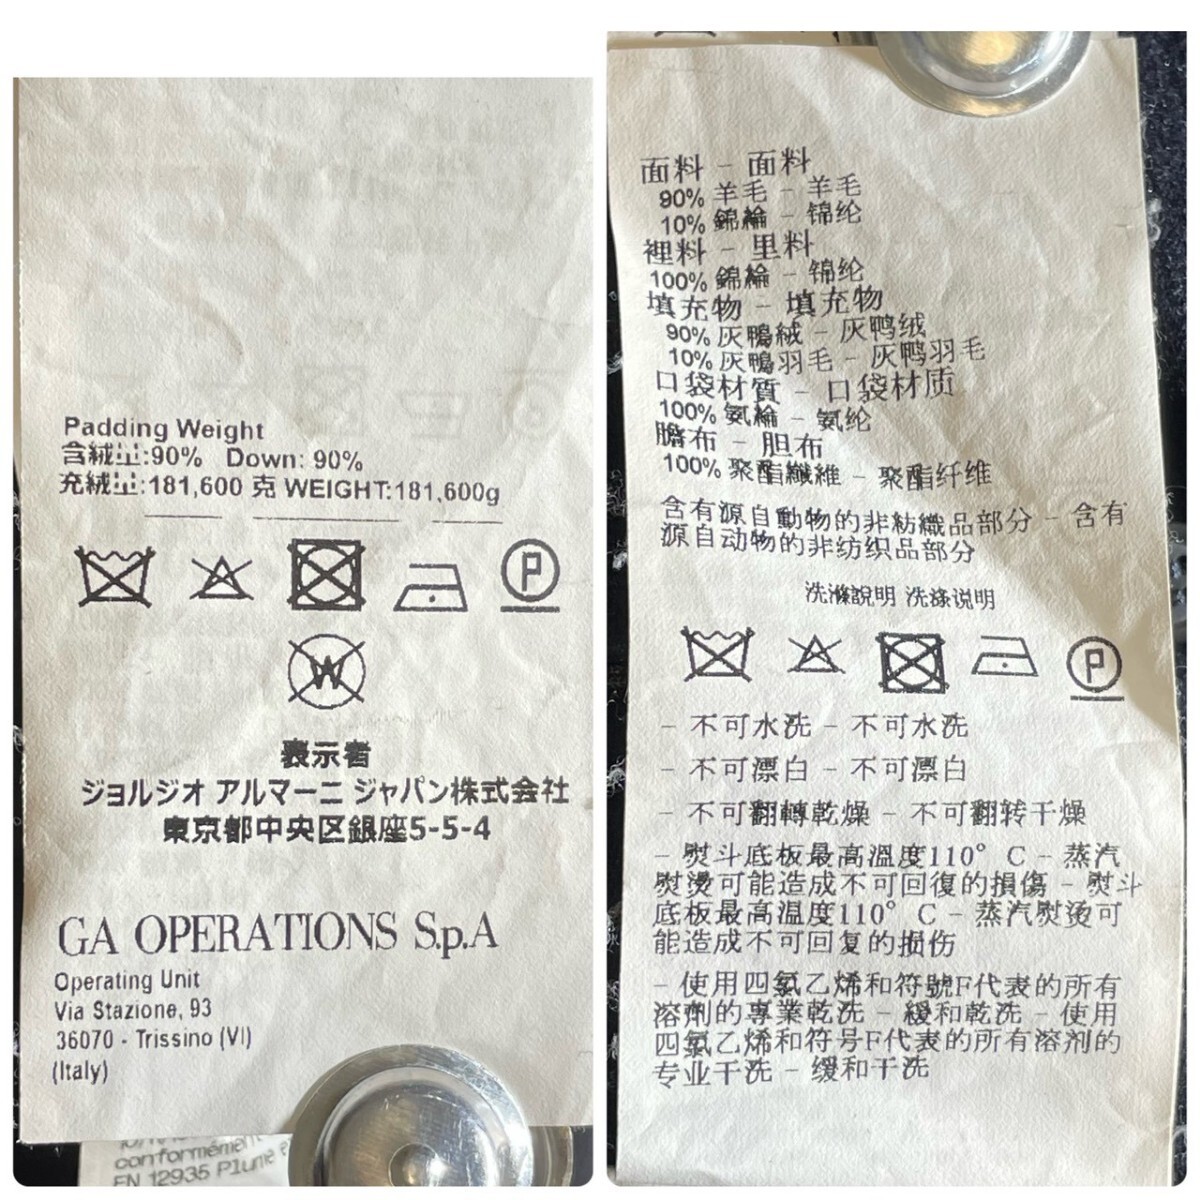 Padding Weight
含絨量:90% Down: 90%
充絨量:181,600 克 WEIGHT:181,600g
P
W
表示者
ジョルジオ アルマーニ ジャパン株式会社
東京都中央区銀座5-5-4
GA OPERATIONS S.p.A
Operating Unit
Via Stazione, 93
36070 - Trissino (VI)
(Italy)
conformément
EN 12935 Plume
面料 - 面料
90% 羊毛 - 羊毛
10% 錦綸 - 锦纶
裡料 - 里料
100% 錦綸 - 锦纶
填充物 - 填充物
90% 灰鴨絨 - 灰鸭绒
10% 灰鴨羽毛 - 灰鸭羽毛
口袋材質 - 口袋材质
100% 氨綸 - 氨纶
膽布 - 胆布
100% 聚酯纖維 - 聚酯纤维
含有源自動物的非紡織品部分 - 含有
源自动物的非纺织品部分
洗滌說明 洗涤说明
P
- 不可水洗 - 不可水洗
- 不可漂白 - 不可漂白
- 不可翻轉乾燥 - 不可翻转干燥
- 熨斗底板最高溫度110° C - 蒸汽
熨燙可能造成不可回復的損傷 - 熨斗
底板最高温度110° C - 蒸汽熨烫可
能造成不可回复的损伤
- 使用四氯乙烯和符號F代表的所有
溶劑的專業乾洗 - 緩和乾洗 - 使用
四氯乙烯和符号F代表的所有溶剂的
专业干洗 - 缓和干洗